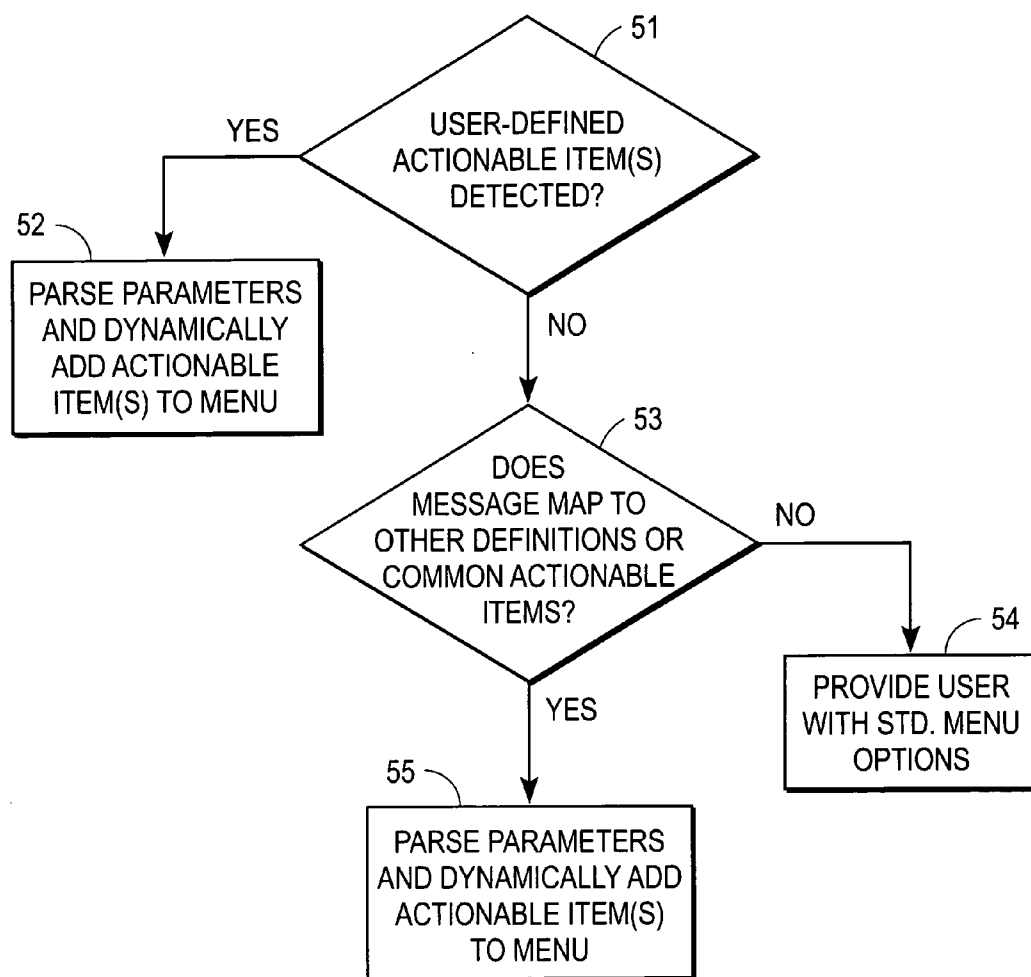 51
USER-DEFINED
ACTIONABLE ITEM(S)
DETECTED?
YES
52
PARSE PARAMETERS
AND DYNAMICALLY
ADD ACTIONABLE
ITEM(S) TO MENU
NO
53
DOES
MESSAGE MAP TO
OTHER DEFINITIONS OR
COMMON ACTIONABLE
ITEMS?
NO
54
PROVIDE USER
WITH STD. MENU
OPTIONS
YES
55
PARSE PARAMETERS
AND DYNAMICALLY ADD
ACTIONABLE ITEM(S)
TO MENU